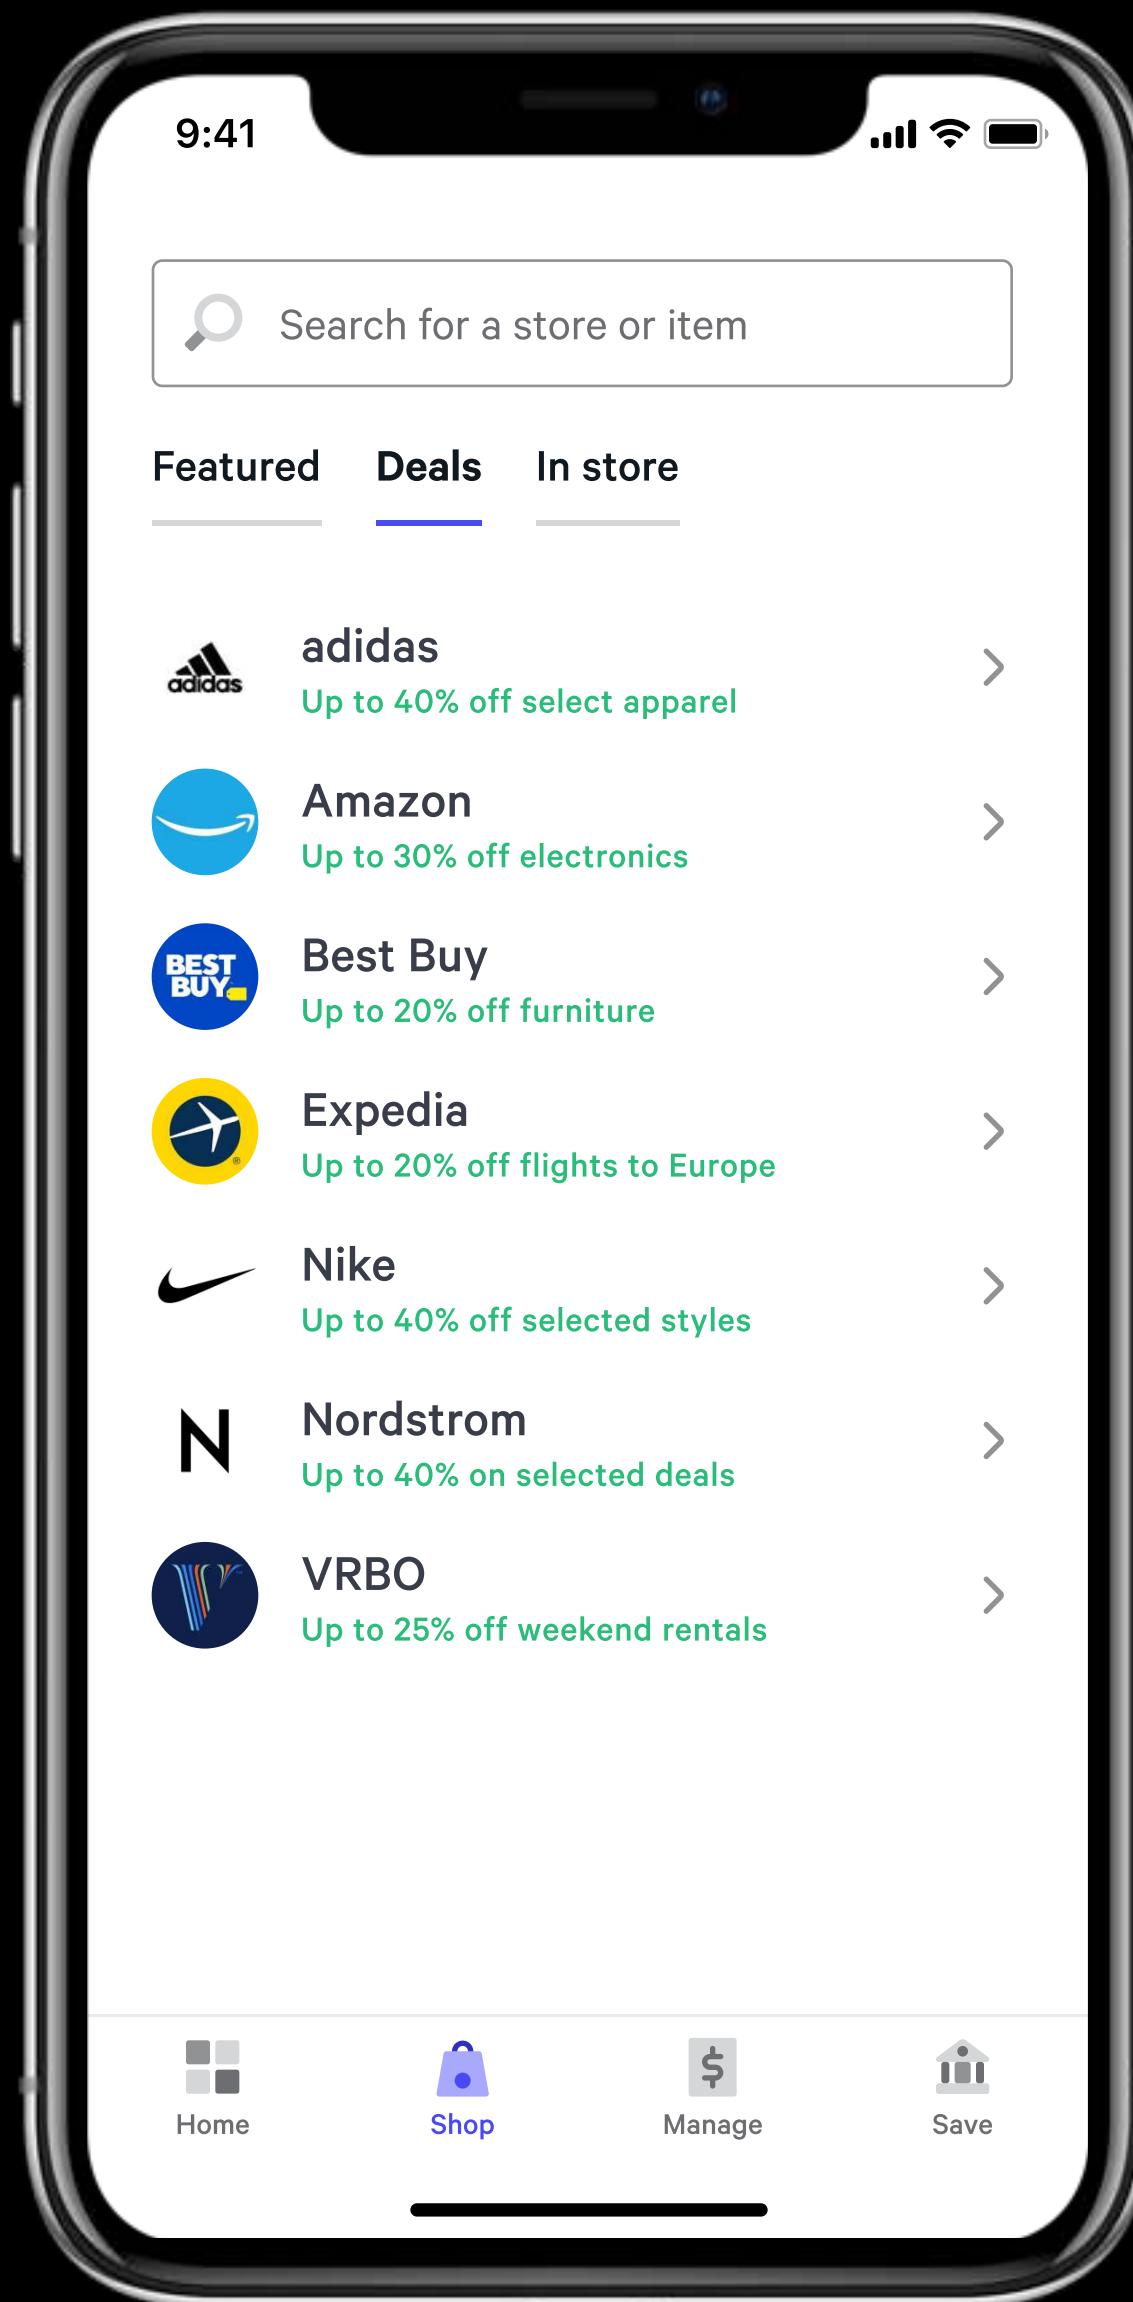 9:41
Search for a store or item
Featured Deals In store
adidas
adidas
Up to 40% off select apparel
Amazon
Up to 30% off electronics
BEST
BUY
Best Buy
Up to 20% off furniture
Expedia
Up to 20% off flights to Europe
Nike
Up to 40% off selected styles
N
Nordstrom
Up to 40% on selected deals
V
VRBO
Up to 25% off weekend rentals
$
Home Shop Manage Save